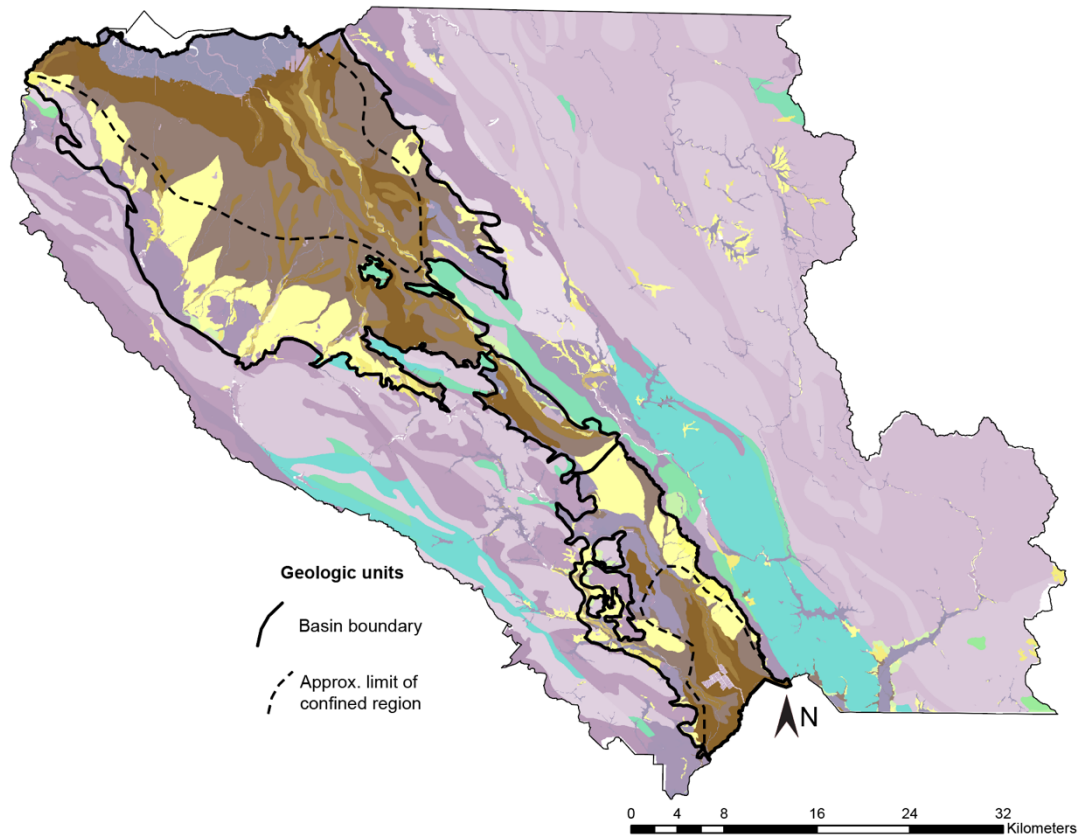 Geologic units
Basin boundary
Approx. limit of
confined region
N
0 4 8 16 24 32
Kilometers